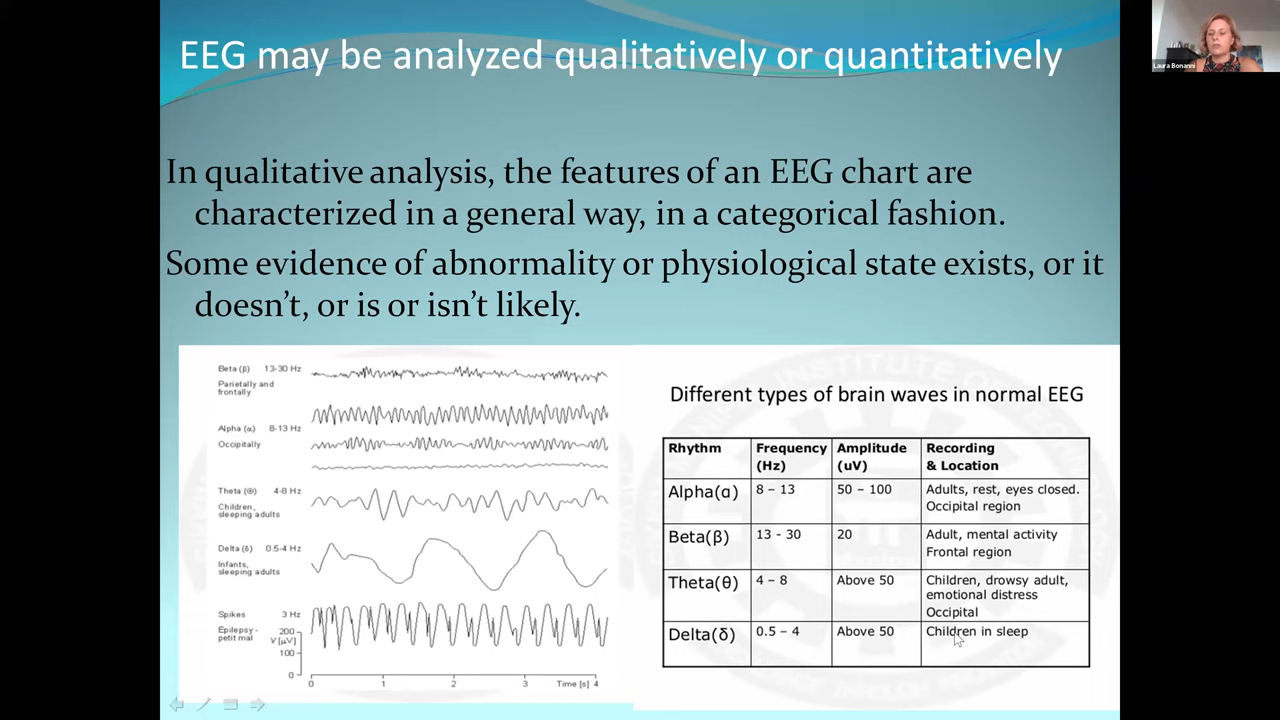 EEG may be analyzed qualitatively or quantitatively
Laura Bonanni
In qualitative analysis, the features of an EEG chart are
characterized in a general way, in a categorical fashion.
Some evidence of abnormality or physiological state exists, or it
doesn't, or is or isn't likely.
Beta (β) 13-30 Hz
Parietally and
frontally
Alpha (α) 8-13 Hz
Occipitally
Theta (Θ) 4-8 Hz
Children,
sleeping adults
Delta (δ) 0.5-4 Hz
Infants,
sleeping adults
Spikes 3 Hz
Epilepsy -
petit mal
200
V [µV]
100
0
0 1 2 3 Time [s] 4
Different types of brain waves in normal EEG
Rhythm Frequency (Hz) Amplitude (uV) Recording & Location
Alpha(α) 8 – 13 50 – 100 Adults, rest, eyes closed.
Occipital region
Beta(β) 13 - 30 20 Adult, mental activity
Frontal region
Theta(θ) 4 – 8 Above 50 Children, drowsy adult,
emotional distress
Occipital
Delta(δ) 0.5 – 4 Above 50 Children in sleep